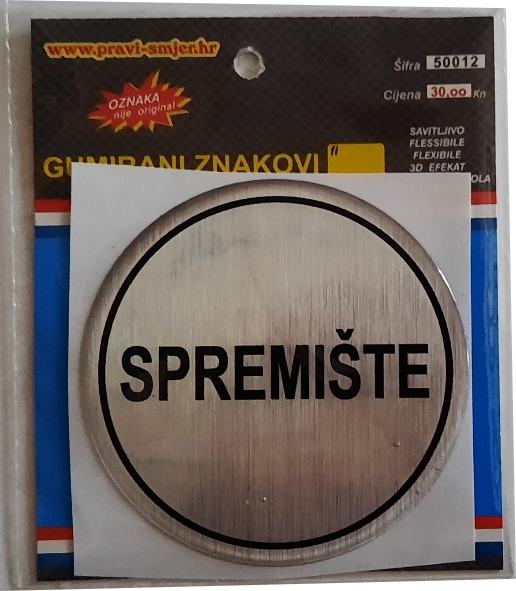 www.pravi-smjer.hr
Šifra 50012
Cijena 30,00 Kn
OZNAKA
nije original
SAVITLJIVO
FLESSIBILE
FLEXIBILE
3D EFEKAT
GUMIRANI ZNAKOVI
SPREMIŠTE